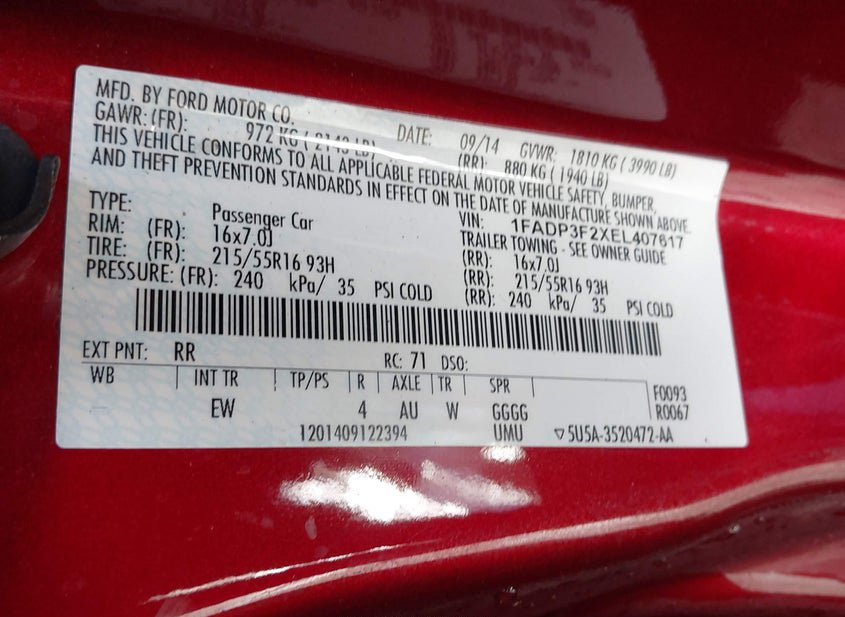 MFD. BY FORD MOTOR CO.
DATE: 09/14 GVWR: 1810 KG ( 3990 LB)
GAWR: (FR): 972 KG ( 2143 LB) (RR): 880 KG ( 1940 LB)
THIS VEHICLE CONFORMS TO ALL APPLICABLE FEDERAL MOTOR VEHICLE SAFETY, BUMPER,
AND THEFT PREVENTION STANDARDS IN EFFECT ON THE DATE OF MANUFACTURE SHOWN ABOVE.
VIN: 1FADP3F2XEL407617
TYPE: Passenger Car TRAILER TOWING - SEE OWNER GUIDE
RIM: (FR): 16x7.0J (RR): 16x7.0J
TIRE: (FR): 215/55R16 93H (RR): 215/55R16 93H
PRESSURE: (FR): 240 kPa/ 35 PSI COLD (RR): 240 kPa/ 35 PSI COLD
EXT PNT: RR RC: 71 DSO:
WB INT TR TP/PS R AXLE TR SPR F0093
EW 4 AU W GGGG R0067
1201409122394 UMU ▽5U5A-3520472-AA